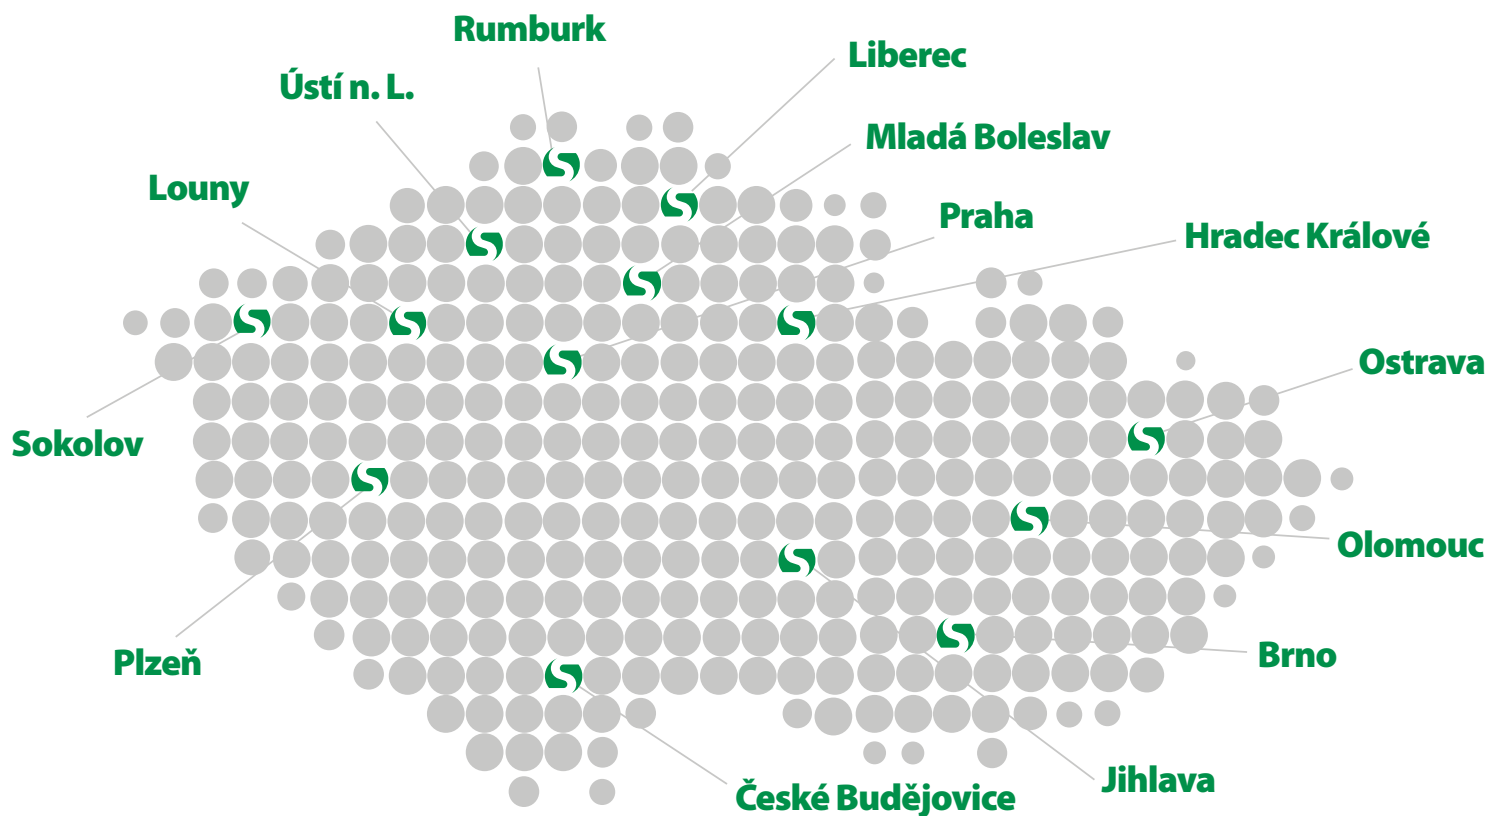 Rumburk
Liberec
Ústí n. L.
Mladá Boleslav
Louny
Praha
Hradec Králové
Ostrava
Sokolov
Olomouc
Plzeň
Brno
Jihlava
České Budějovice